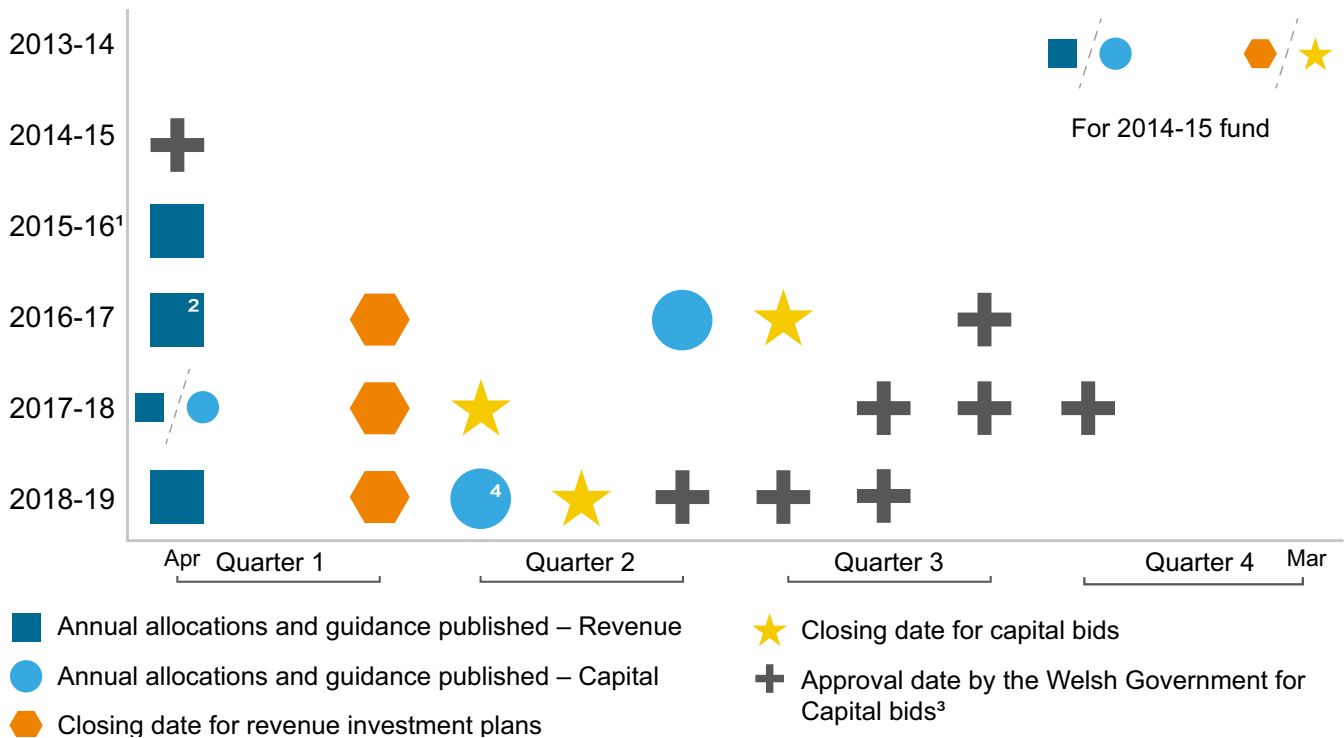 2013-14
For 2014-15 fund
2014-15
2015-16¹
2016-17
2
2017-18
2018-19
4
Apr Quarter 1 Quarter 2 Quarter 3 Quarter 4 Mar
Annual allocations and guidance published – Revenue
Annual allocations and guidance published – Capital
Closing date for revenue investment plans
Closing date for capital bids
Approval date by the Welsh Government for
Capital bids³